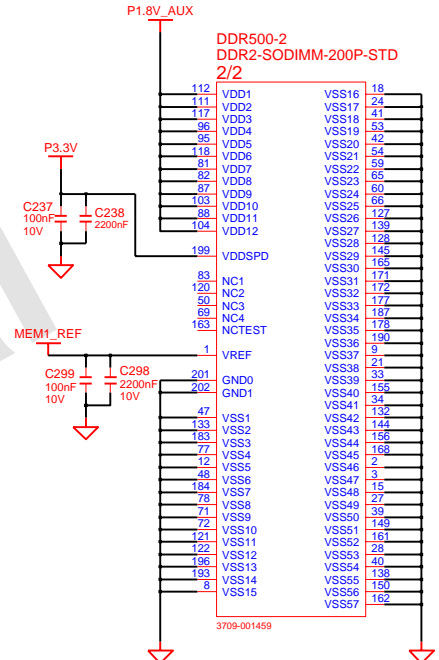 P1.8V_AUX
DDR500-2
DDR2-SODIMM-200P-STD
2/2
112 VDD1 VSS16 18
111 VDD2 VSS17 24
117 VDD3 VSS18 41
96 VDD4 VSS19 53
95 VDD5 VSS20 42
118 VDD6 VSS21 54
81 VDD7 VSS22 59
82 VDD8 VSS23 65
87 VDD9 VSS24 60
103 VDD10 VSS25 66
88 VDD11 VSS26 127
104 VDD12 VSS27 139
VSS28 128
P3.3V
199 VDDSPD VSS29 145
VSS30 165
83 NC1 VSS31 171
120 NC2 VSS32 172
50 NC3 VSS33 177
69 NC4 VSS34 187
163 NCTEST VSS35 178
VSS36 190
C237
100nF
10V
C238
2200nF
MEM1_REF
1 VREF VSS37 9
VSS38 21
201 GND0 VSS39 33
202 GND1 VSS40 155
VSS41 34
C299
100nF
10V
C298
2200nF
10V
47 VSS1 VSS42 132
133 VSS2 VSS43 144
183 VSS3 VSS44 156
77 VSS4 VSS45 168
12 VSS5 VSS46 2
48 VSS6 VSS47 3
184 VSS7 VSS48 15
78 VSS8 VSS49 27
71 VSS9 VSS50 39
72 VSS10 VSS51 149
121 VSS11 VSS52 161
122 VSS12 VSS53 28
196 VSS13 VSS54 40
193 VSS14 VSS55 138
8 VSS15 VSS56 150
VSS57 162
3709-001459